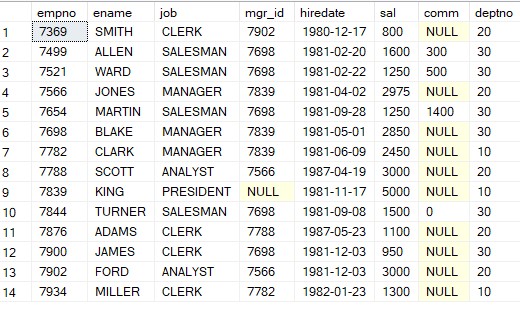 empno ename job mgr_id hiredate sal comm deptno
1 7369 SMITH CLERK 7902 1980-12-17 800 NULL 20
2 7499 ALLEN SALESMAN 7698 1981-02-20 1600 300 30
3 7521 WARD SALESMAN 7698 1981-02-22 1250 500 30
4 7566 JONES MANAGER 7839 1981-04-02 2975 NULL 20
5 7654 MARTIN SALESMAN 7698 1981-09-28 1250 1400 30
6 7698 BLAKE MANAGER 7839 1981-05-01 2850 NULL 30
7 7782 CLARK MANAGER 7839 1981-06-09 2450 NULL 10
8 7788 SCOTT ANALYST 7566 1987-04-19 3000 NULL 20
9 7839 KING PRESIDENT NULL 1981-11-17 5000 NULL 10
10 7844 TURNER SALESMAN 7698 1981-09-08 1500 0 30
11 7876 ADAMS CLERK 7788 1987-05-23 1100 NULL 20
12 7900 JAMES CLERK 7698 1981-12-03 950 NULL 30
13 7902 FORD ANALYST 7566 1981-12-03 3000 NULL 20
14 7934 MILLER CLERK 7782 1982-01-23 1300 NULL 10